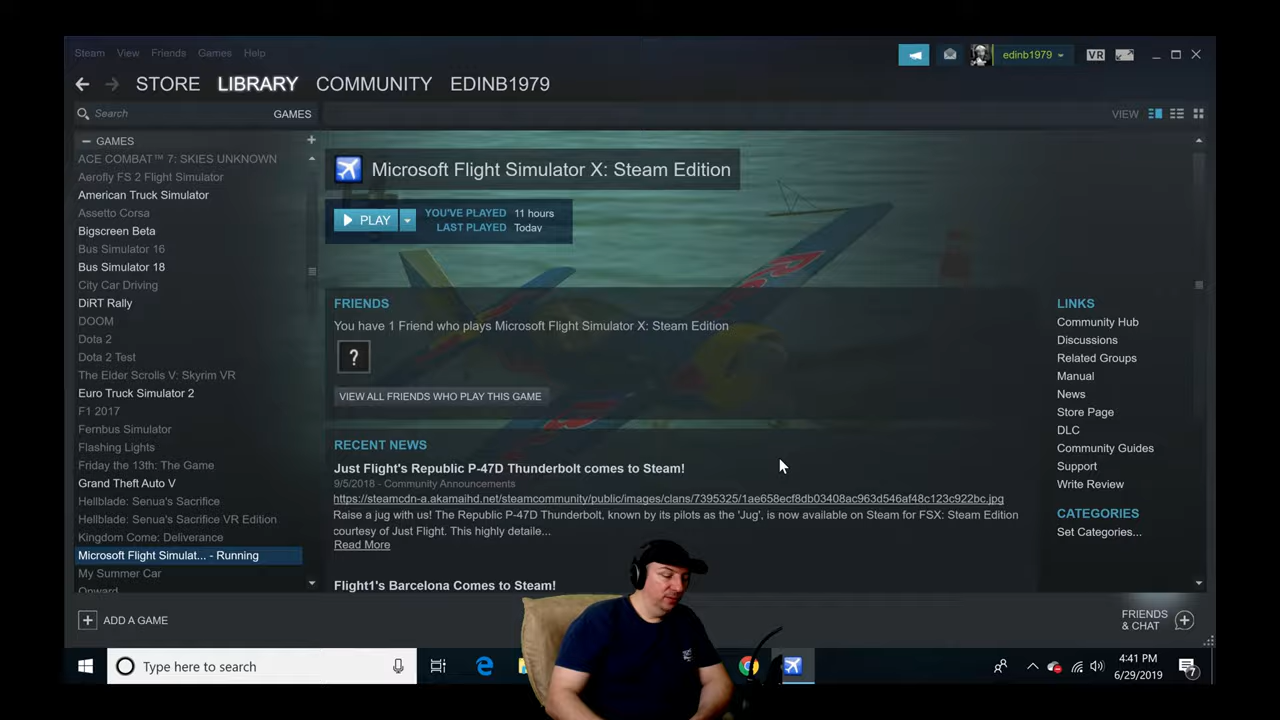 Steam View Friends Games Help
edinb1979
VR
STORE LIBRARY COMMUNITY EDINB1979
Search GAMES
VIEW
GAMES
ACE COMBAT™ 7: SKIES UNKNOWN
Aerofly FS 2 Flight Simulator
American Truck Simulator
Assetto Corsa
Bigscreen Beta
Bus Simulator 16
Bus Simulator 18
City Car Driving
DiRT Rally
DOOM
Dota 2
Dota 2 Test
The Elder Scrolls V: Skyrim VR
Euro Truck Simulator 2
F1 2017
Fernbus Simulator
Flashing Lights
Friday the 13th: The Game
Grand Theft Auto V
Hellblade: Senua's Sacrifice
Hellblade: Senua's Sacrifice VR Edition
Kingdom Come: Deliverance
Microsoft Flight Simulat... - Running
My Summer Car
Onward
ADD A GAME
Microsoft Flight Simulator X: Steam Edition
PLAY
YOU'VE PLAYED 11 hours
LAST PLAYED Today
FRIENDS
You have 1 Friend who plays Microsoft Flight Simulator X: Steam Edition
?
VIEW ALL FRIENDS WHO PLAY THIS GAME
RECENT NEWS
Just Flight's Republic P-47D Thunderbolt comes to Steam!
9/5/2018 - Community Announcements
https://steamcdn-a.akamaihd.net/steamcommunity/public/images/clans/7395325/1ae658ecf8db03408ac963d546af48c123c922bc.jpg
Raise a jug with us! The Republic P-47D Thunderbolt, known by its pilots as the 'Jug', is now available on Steam for FSX: Steam Edition
courtesy of Just Flight. This highly detaile...
Read More
Flight1's Barcelona Comes to Steam!
LINKS
Community Hub
Discussions
Related Groups
Manual
News
Store Page
DLC
Community Guides
Support
Write Review
CATEGORIES
Set Categories...
FRIENDS
& CHAT
Type here to search
4:41 PM
6/29/2019
7